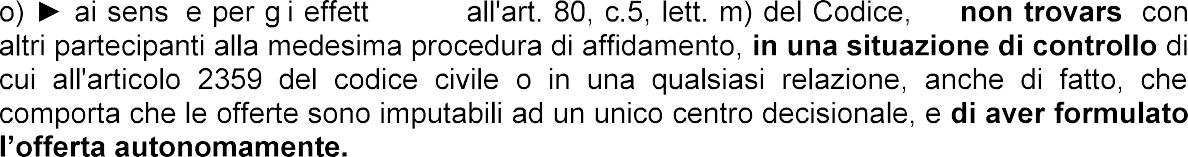 o) ► ai sens e per g i effett all'art. 80, c.5, lett. m) del Codice, non trovars con
altri partecipanti alla medesima procedura di affidamento, in una situazione di controllo di
cui all'articolo 2359 del codice civile o in una qualsiasi relazione, anche di fatto, che
comporta che le offerte sono imputabili ad un unico centro decisionale, e di aver formulato
l’offerta autonomamente.